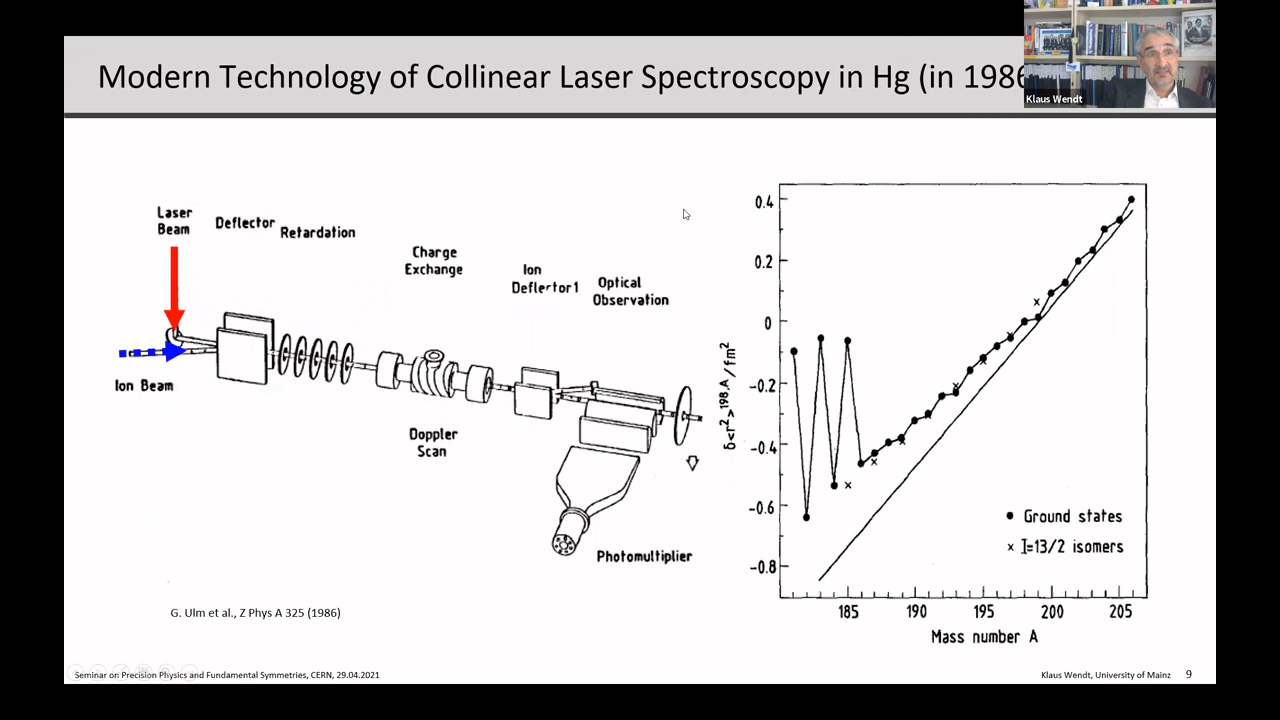 Modern Technology of Collinear Laser Spectroscopy in Hg (in 1986
Klaus Wendt
Laser
Beam
Deflector
Retardation
Charge
Exchange
Ion
Deflector1
Optical
Observation
Ion Beam
Doppler
Scan
Photomultiplier
G. Ulm et al., Z Phys A 325 (1986)
δ<r²>¹⁹⁸·ᴬ/fm²
0.4
0.2
0
-0.2
-0.4
-0.6
-0.8
● Ground states
x I=13/2 isomers
185 190 195 200 205
Mass number A
Seminar on Precision Physics and Fundamental Symmetries, CERN, 29.04.2021
Klaus Wendt, University of Mainz 9